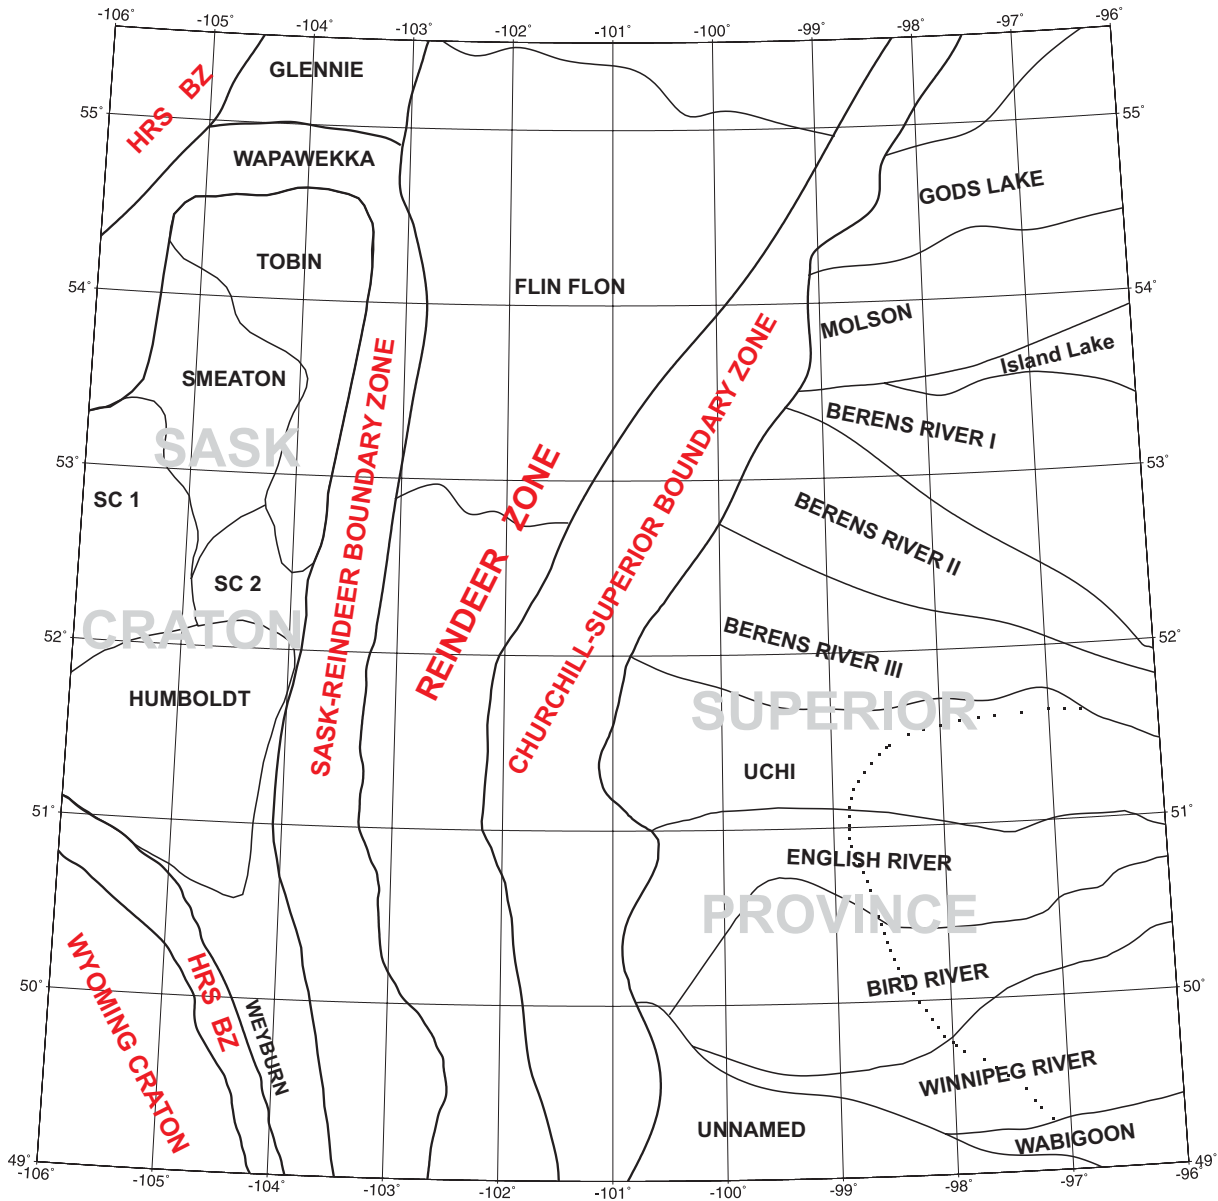 -106˚ -105˚ -104˚ -103˚ -102˚ -101˚ -100˚ -99˚ -98˚ -97˚ -96˚
GLENNIE
HRS BZ
55˚ 55˚
WAPAWEKKA
GODS LAKE
TOBIN
FLIN FLON
54˚ 54˚
MOLSON
Island Lake
SMEATON
BERENS RIVER I
SASK
53˚ 53˚
SC 1
BERENS RIVER II
SASK-REINDEER BOUNDARY ZONE
REINDEER ZONE
CHURCHILL-SUPERIOR BOUNDARY ZONE
SC 2
CRATON
52˚ 52˚
BERENS RIVER III
HUMBOLDT
SUPERIOR
UCHI
51˚ 51˚
ENGLISH RIVER
PROVINCE
BIRD RIVER
50˚ 50˚
WYOMING CRATON
HRS BZ
WEYBURN
WINNIPEG RIVER
UNNAMED
WABIGOON
49˚ 49˚
-106˚ -105˚ -104˚ -103˚ -102˚ -101˚ -100˚ -99˚ -98˚ -97˚ -96˚